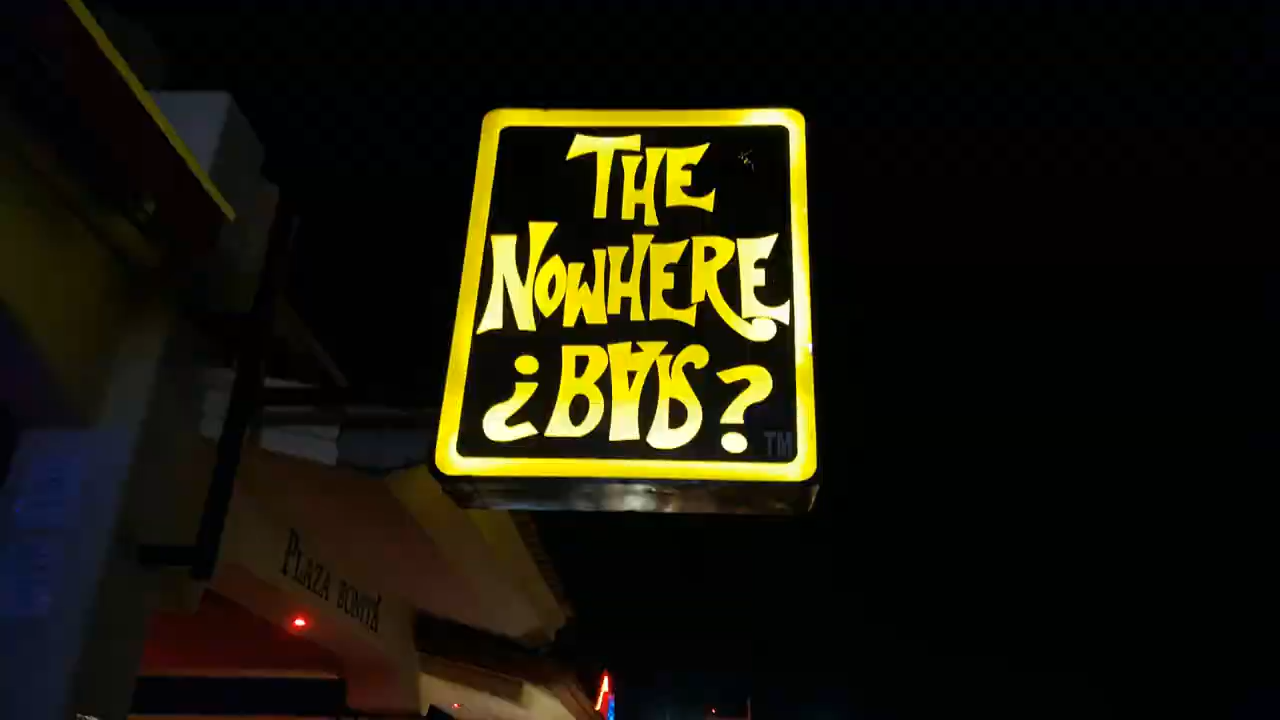 THE
NOWHERE
¿BAR?
TM
PLAZA BONITA